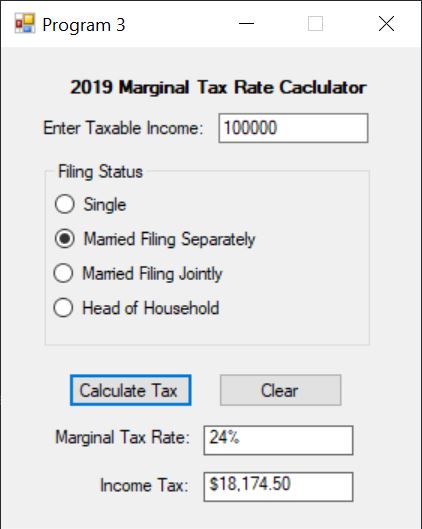 Program 3
2019 Marginal Tax Rate Caclulator
Enter Taxable Income: 100000
Filing Status
Single
Married Filing Separately
Married Filing Jointly
Head of Household
Calculate Tax Clear
Marginal Tax Rate: 24%
Income Tax: $18,174.50